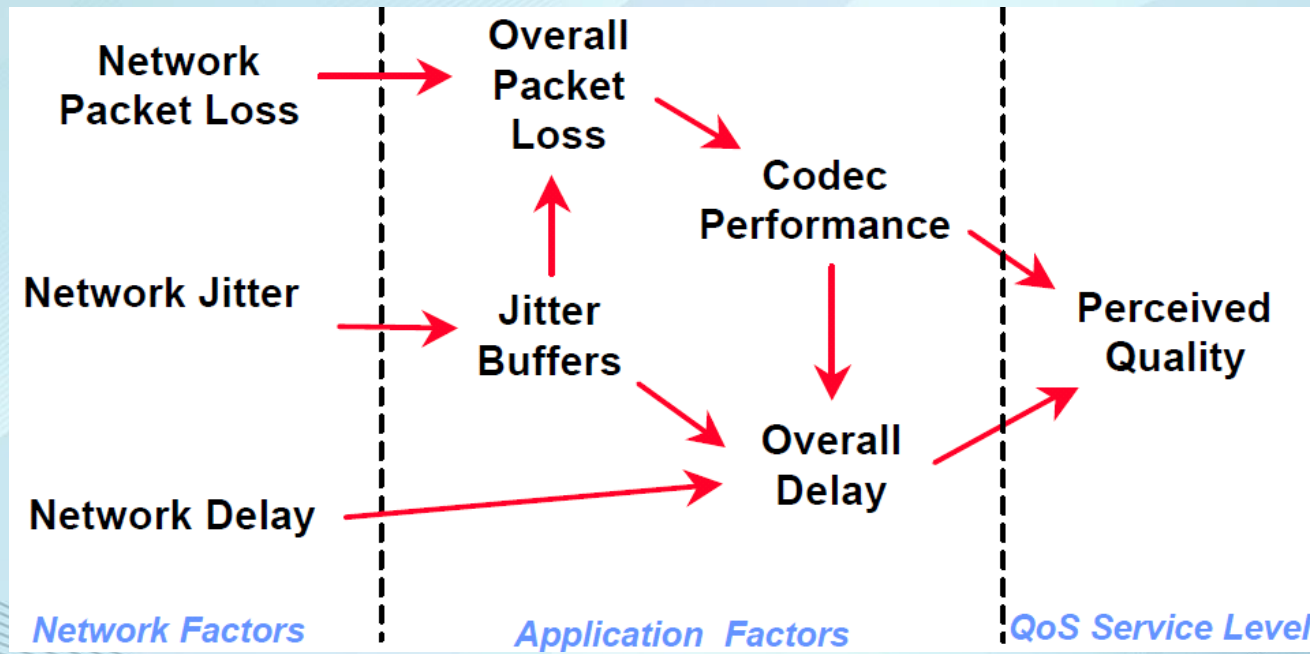 Network
Packet Loss
Overall
Packet
Loss
Codec
Performance
Network Jitter
Jitter
Buffers
Perceived
Quality
Overall
Delay
Network Delay
Network Factors
Application Factors
QoS Service Level